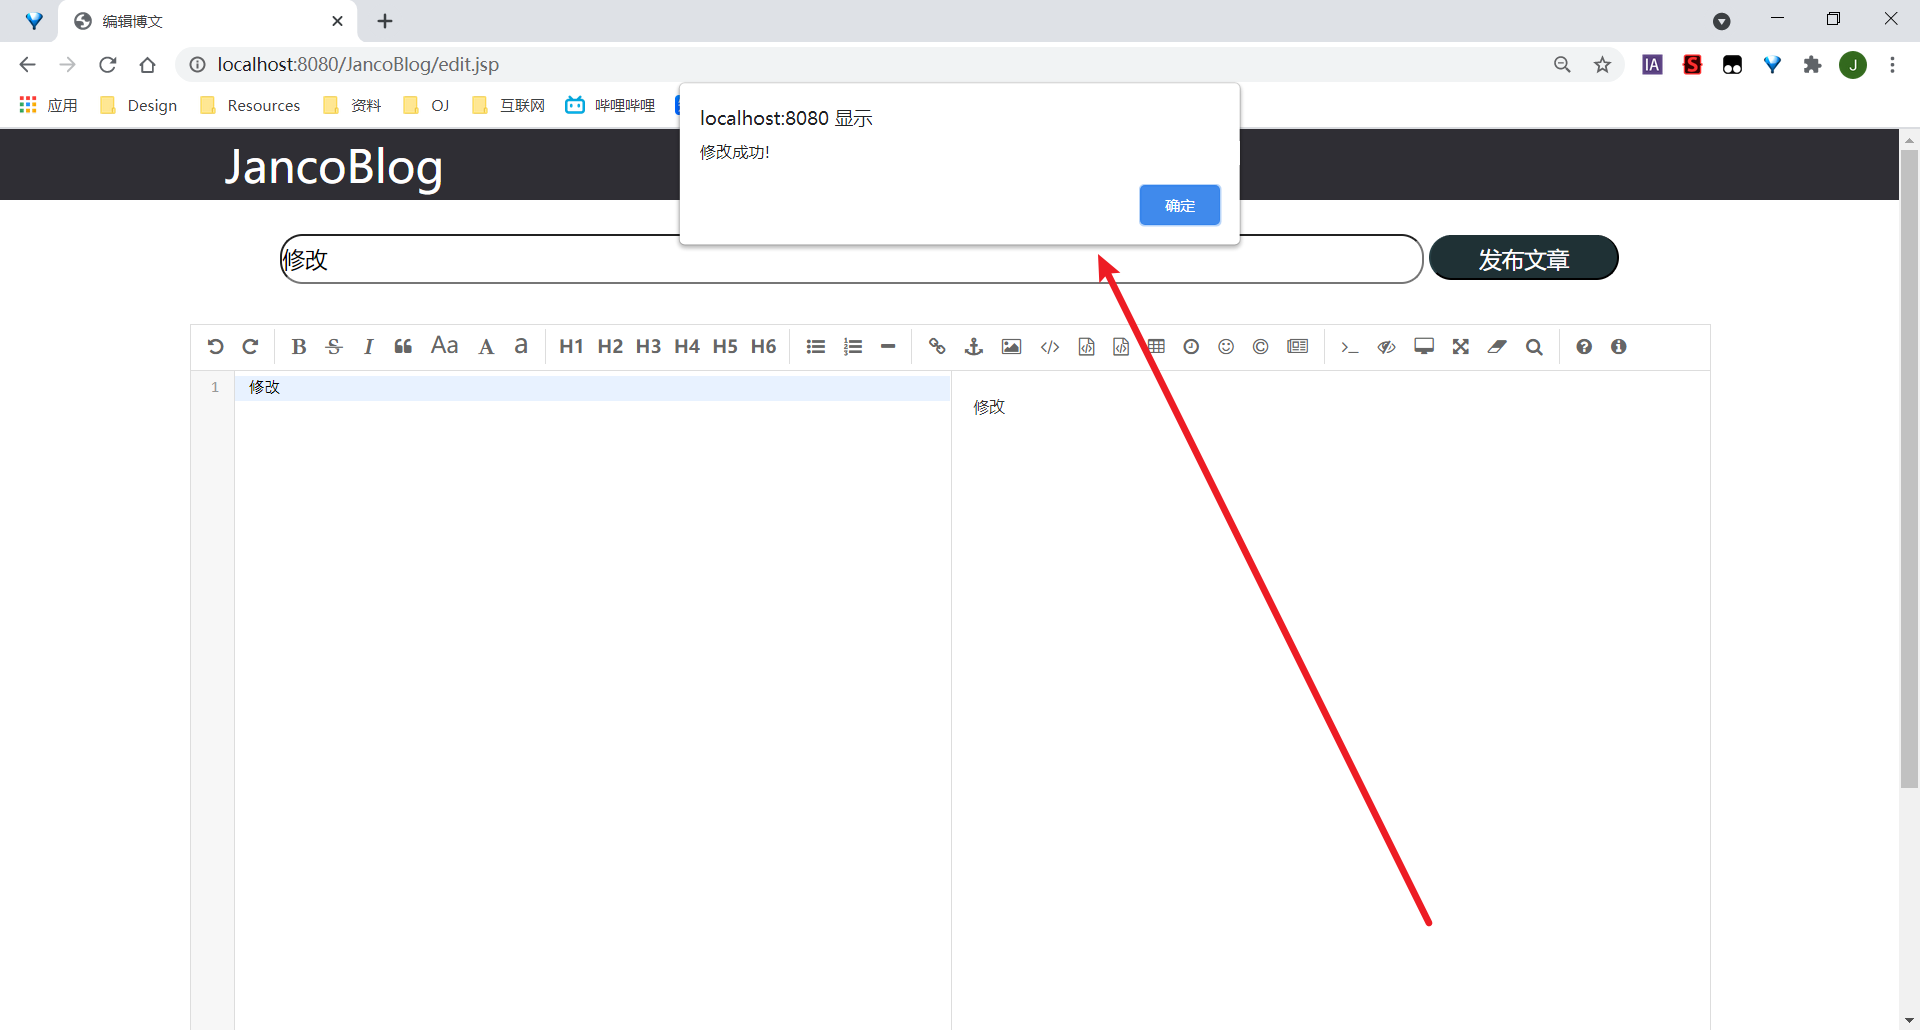 编辑博文
localhost:8080/JancoBlog/edit.jsp
IA
S
J
应用
Design
Resources
资料
OJ
互联网
哔哩哔哩
localhost:8080 显示
修改成功!
确定
JancoBlog
修改
发布文章
B S I Aa A a H1 H2 H3 H4 H5 H6
1
修改
修改